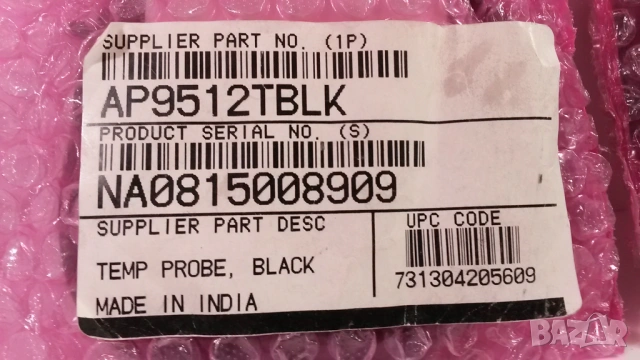 SUPPLIER PART NO. (1P)
AP9512TBLK
PRODUCT SERIAL NO. (S)
NA0815008909
SUPPLIER PART DESC
UPC CODE
TEMP PROBE, BLACK
731304205609
MADE IN INDIA
BAZAR